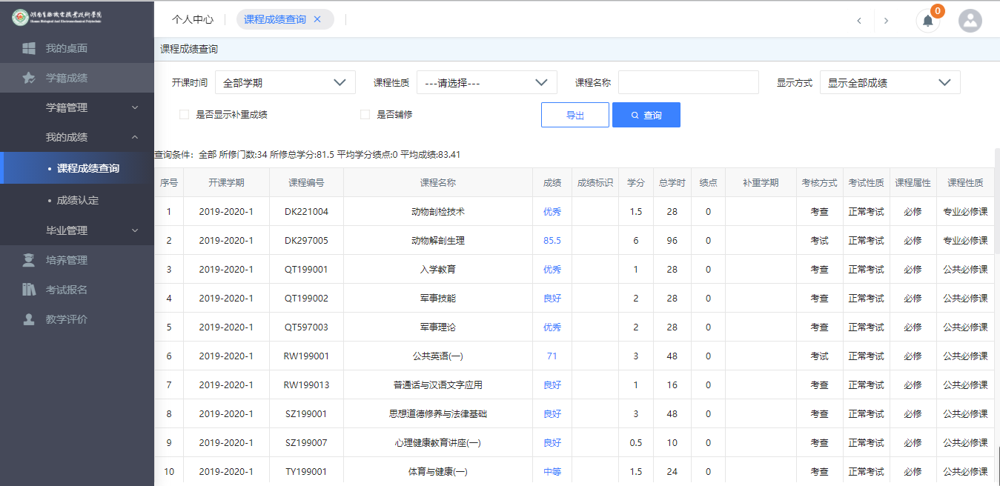 湖南生物机电职业技术学院
Hunan Biological And Electromechanical Polytechnic
我的桌面
学籍成绩
学籍管理
我的成绩
• 课程成绩查询
• 成绩认定
毕业管理
培养管理
考试报名
教学评价
个人中心 课程成绩查询 × 0
课程成绩查询
开课时间 全部学期 课程性质 ---请选择--- 课程名称 显示方式 显示全部成绩
是否显示补重成绩 是否辅修 导出 查询
查询条件：全部 所修门数:34 所修总学分:81.5 平均学分绩点:0 平均成绩:83.41
序号 开课学期 课程编号 课程名称 成绩 成绩标识 学分 总学时 绩点 补重学期 考核方式 考试性质 课程属性 课程性质
1 2019-2020-1 DK221004 动物剖检技术 优秀 1.5 28 0 考查 正常考试 必修 专业必修课
2 2019-2020-1 DK297005 动物解剖生理 85.5 6 96 0 考试 正常考试 必修 专业必修课
3 2019-2020-1 QT199001 入学教育 优秀 1 28 0 考查 正常考试 必修 公共必修课
4 2019-2020-1 QT199002 军事技能 良好 2 28 0 考查 正常考试 必修 公共必修课
5 2019-2020-1 QT597003 军事理论 优秀 2 28 0 考查 正常考试 必修 公共必修课
6 2019-2020-1 RW199001 公共英语(一) 71 3 48 0 考试 正常考试 必修 公共必修课
7 2019-2020-1 RW199013 普通话与汉语文字应用 良好 1 16 0 考查 正常考试 必修 公共必修课
8 2019-2020-1 SZ199001 思想道德修养与法律基础 良好 3 48 0 考查 正常考试 必修 公共必修课
9 2019-2020-1 SZ199007 心理健康教育讲座(一) 良好 0.5 10 0 考查 正常考试 必修 公共必修课
10 2019-2020-1 TY199001 体育与健康(一) 中等 1.5 24 0 考查 正常考试 必修 公共必修课